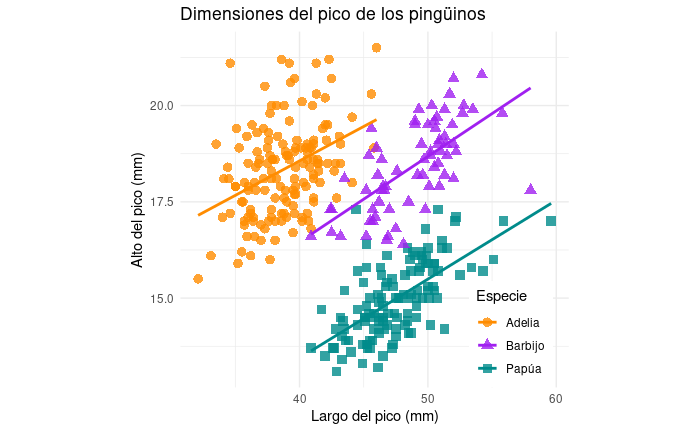 Dimensiones del pico de los pingüinos
Alto del pico (mm)
20.0
17.5
15.0
40
50
60
Largo del pico (mm)
Especie
Adelia
Barbijo
Papúa